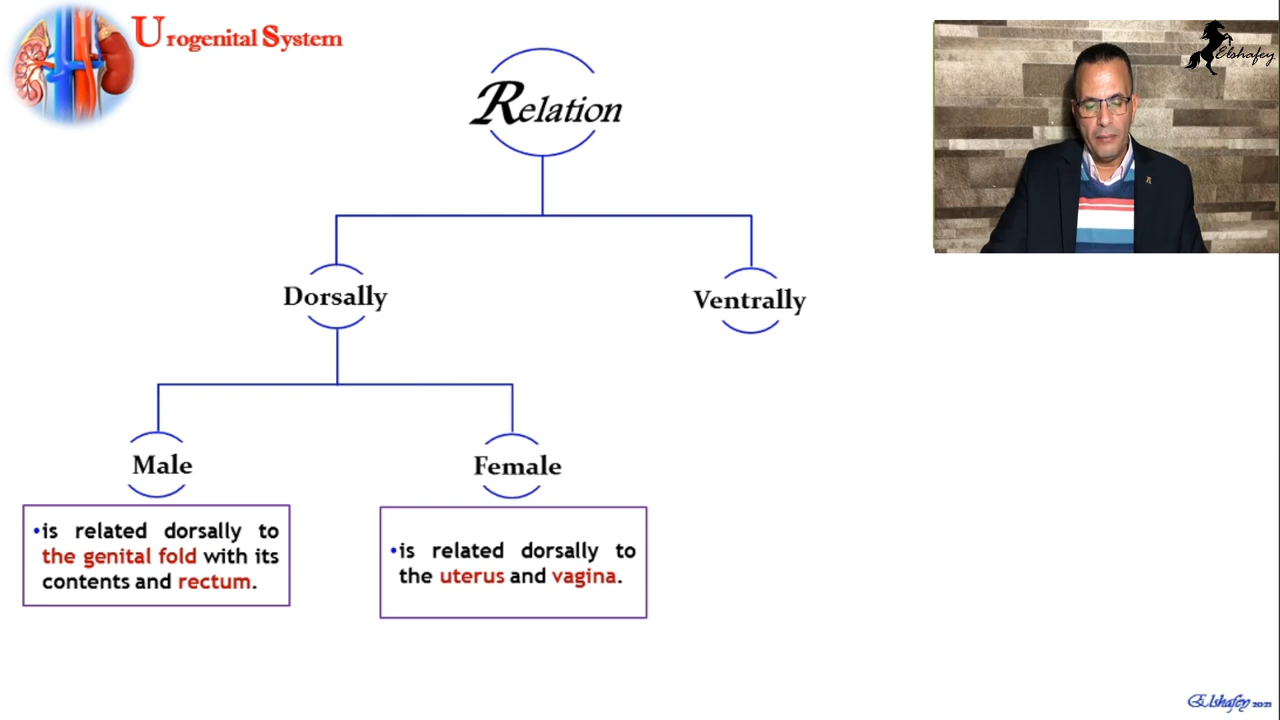 Urogenital System
Elshafey
Relation
Dorsally
Ventrally
Male
Female
•is related dorsally to
the genital fold with its
contents and rectum.
•is related dorsally to
the uterus and vagina.
Elshafey 2021